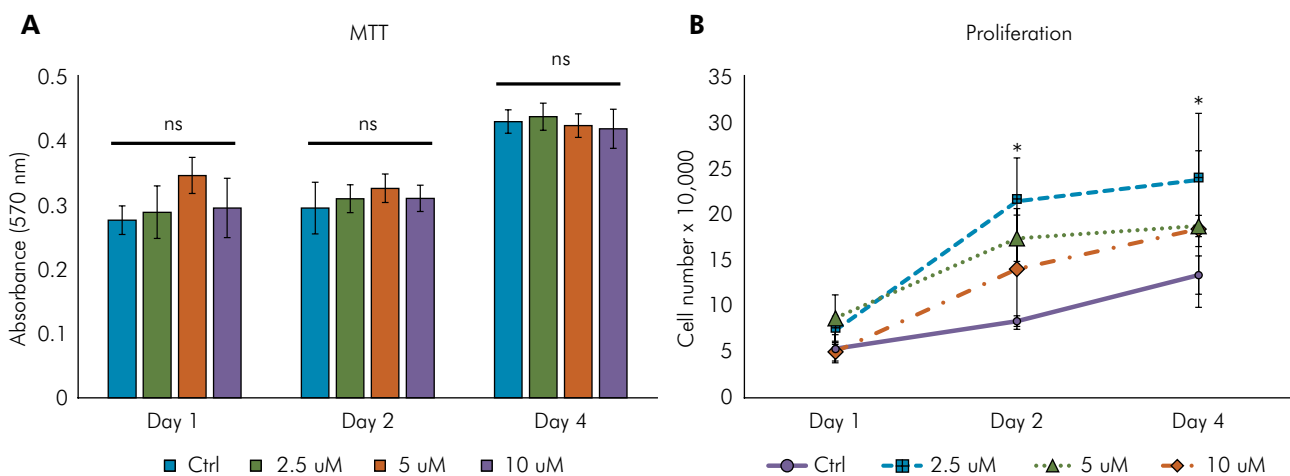 A
MTT
Absorbance (570 nm)
0.5
0.4
0.3
0.2
0.1
0
ns
ns
ns
Day 1
Day 2
Day 4
Ctrl
2.5 uM
5 uM
10 uM
B
Proliferation
Cell number x 10,000
35
30
25
20
15
10
5
0
*
*
Day 1
Day 2
Day 4
Ctrl
2.5 uM
5 uM
10 uM